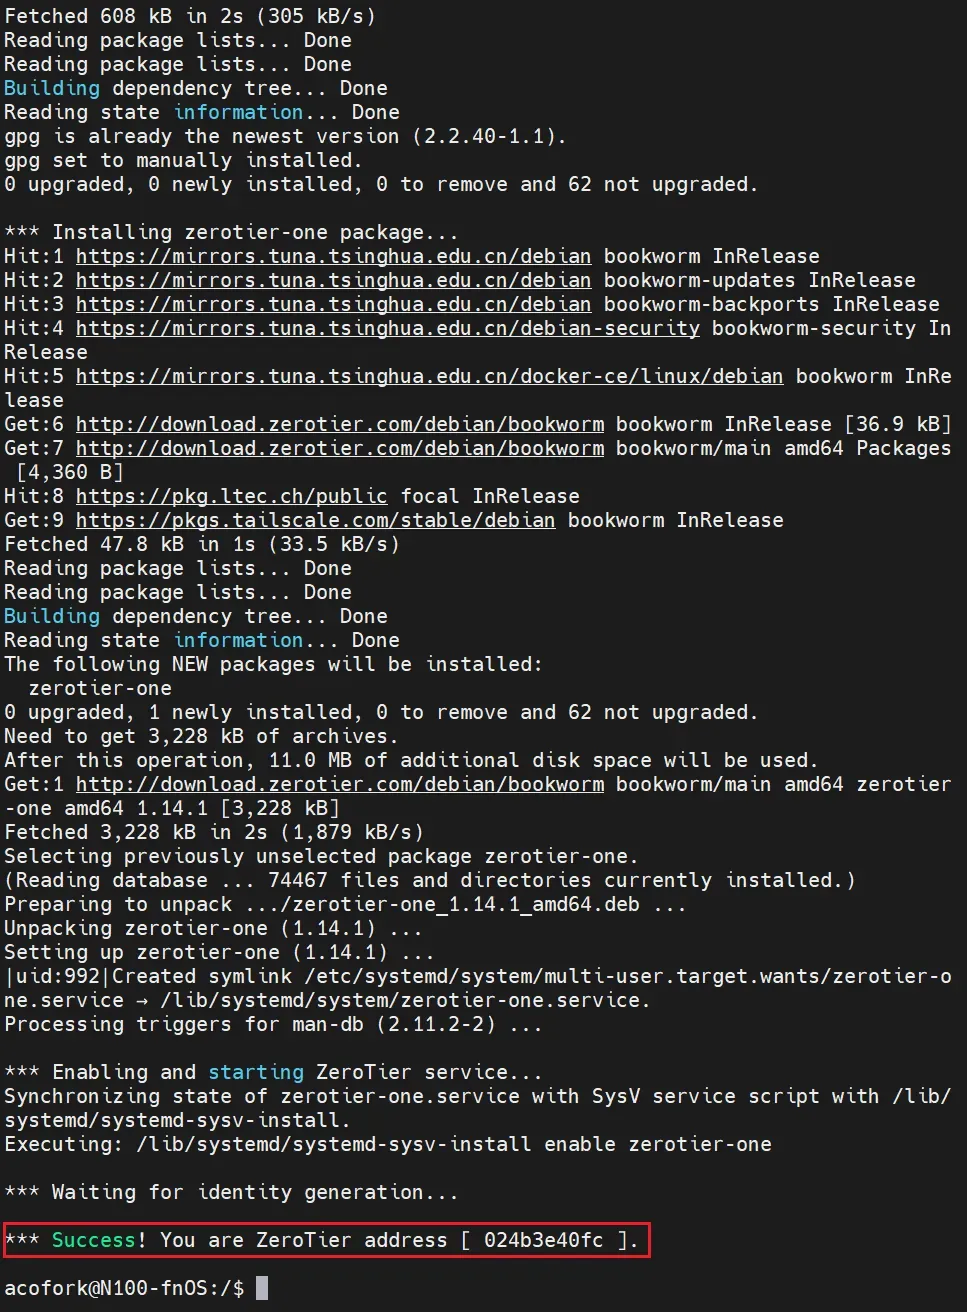 Fetched 608 kB in 2s (305 kB/s)
Reading package lists... Done
Reading package lists... Done
Building dependency tree... Done
Reading state information... Done
gpg is already the newest version (2.2.40-1.1).
gpg set to manually installed.
0 upgraded, 0 newly installed, 0 to remove and 62 not upgraded.
*** Installing zerotier-one package...
Hit:1 https://mirrors.tuna.tsinghua.edu.cn/debian bookworm InRelease
Hit:2 https://mirrors.tuna.tsinghua.edu.cn/debian bookworm-updates InRelease
Hit:3 https://mirrors.tuna.tsinghua.edu.cn/debian bookworm-backports InRelease
Hit:4 https://mirrors.tuna.tsinghua.edu.cn/debian-security bookworm-security In
Release
Hit:5 https://mirrors.tuna.tsinghua.edu.cn/docker-ce/linux/debian bookworm InRe
lease
Get:6 http://download.zerotier.com/debian/bookworm bookworm InRelease [36.9 kB]
Get:7 http://download.zerotier.com/debian/bookworm bookworm/main amd64 Packages
[4,360 B]
Hit:8 https://pkg.ltec.ch/public focal InRelease
Get:9 https://pkgs.tailscale.com/stable/debian bookworm InRelease
Fetched 47.8 kB in 1s (33.5 kB/s)
Reading package lists... Done
Reading package lists... Done
Building dependency tree... Done
Reading state information... Done
The following NEW packages will be installed:
zerotier-one
0 upgraded, 1 newly installed, 0 to remove and 62 not upgraded.
Need to get 3,228 kB of archives.
After this operation, 11.0 MB of additional disk space will be used.
Get:1 http://download.zerotier.com/debian/bookworm bookworm/main amd64 zerotier
-one amd64 1.14.1 [3,228 kB]
Fetched 3,228 kB in 2s (1,879 kB/s)
Selecting previously unselected package zerotier-one.
(Reading database ... 74467 files and directories currently installed.)
Preparing to unpack .../zerotier-one_1.14.1_amd64.deb ...
Unpacking zerotier-one (1.14.1) ...
Setting up zerotier-one (1.14.1) ...
|uid:992|Created symlink /etc/systemd/system/multi-user.target.wants/zerotier-o
ne.service → /lib/systemd/system/zerotier-one.service.
Processing triggers for man-db (2.11.2-2) ...
*** Enabling and starting ZeroTier service...
Synchronizing state of zerotier-one.service with SysV service script with /lib/
systemd/systemd-sysv-install.
Executing: /lib/systemd/systemd-sysv-install enable zerotier-one
*** Waiting for identity generation...
*** Success! You are ZeroTier address [ 024b3e40fc ].
acofork@N100-fnOS:/$